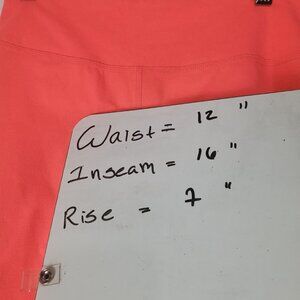 Waist = 12 "
Inseam = 16 "
Rise = 7 "